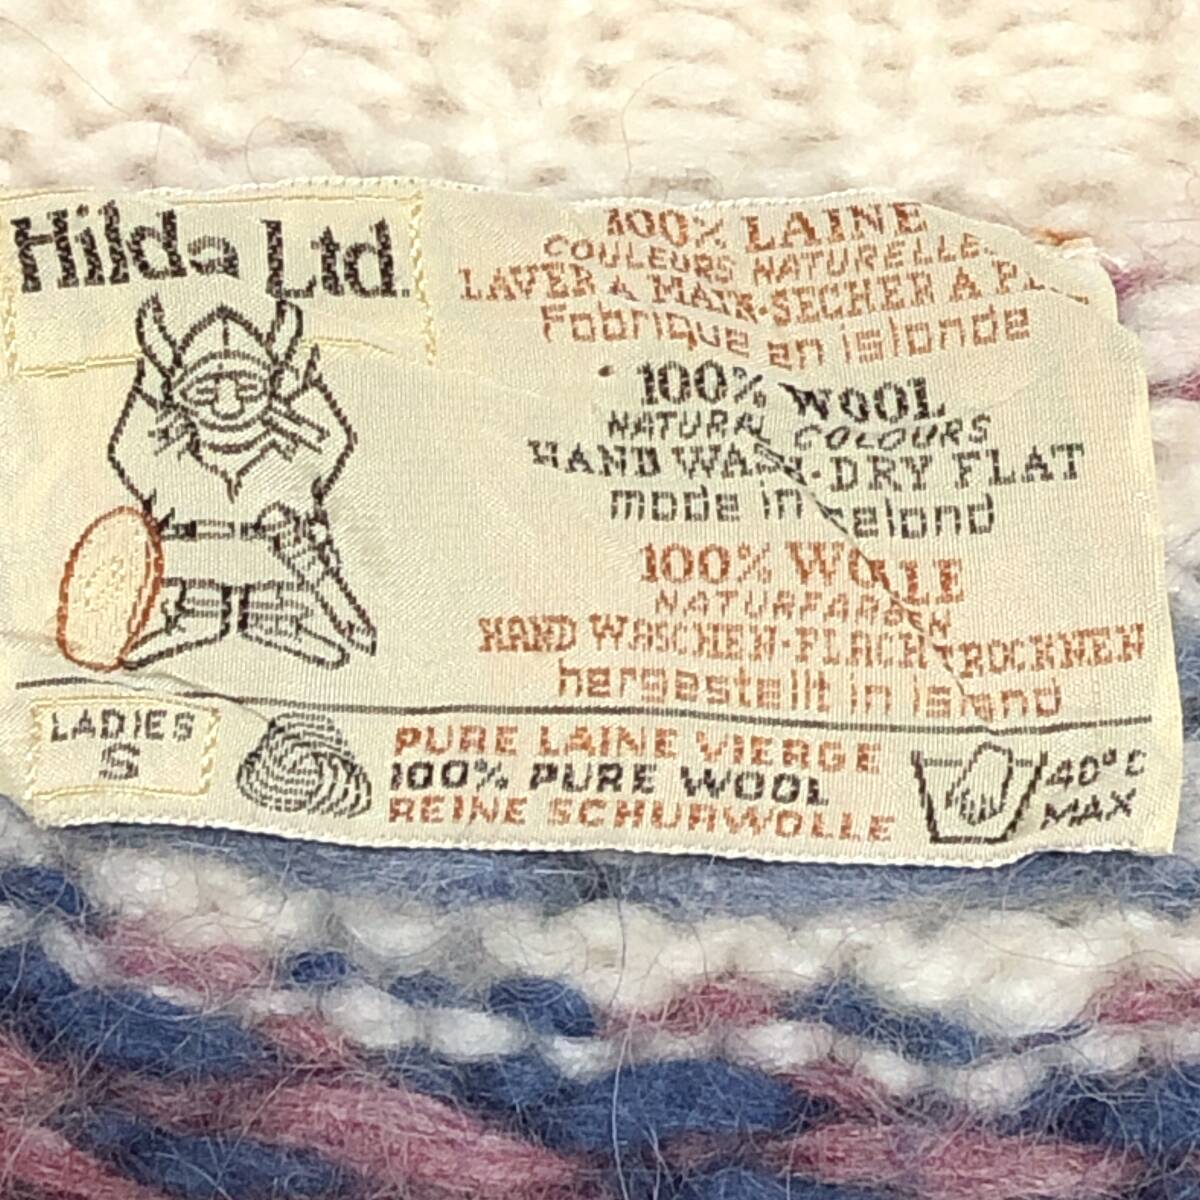 Hilda Ltd.
100% LAINE
COULEURS NATURELLES
LAVER A MAIN·SECHER A
Fabrique en islande
100% WOOL
NATURAL COLOURS
HAND WASH·DRY FLAT
made in iceland
100% WOLLE
NATURFARBEN
HAND WASCHEN·FLACH TROCKNEN
hergestellt in island
LADIES
S
PURE LAINE VIERGE
100% PURE WOOL
REINE SCHURWOLLE
40°C
MAX